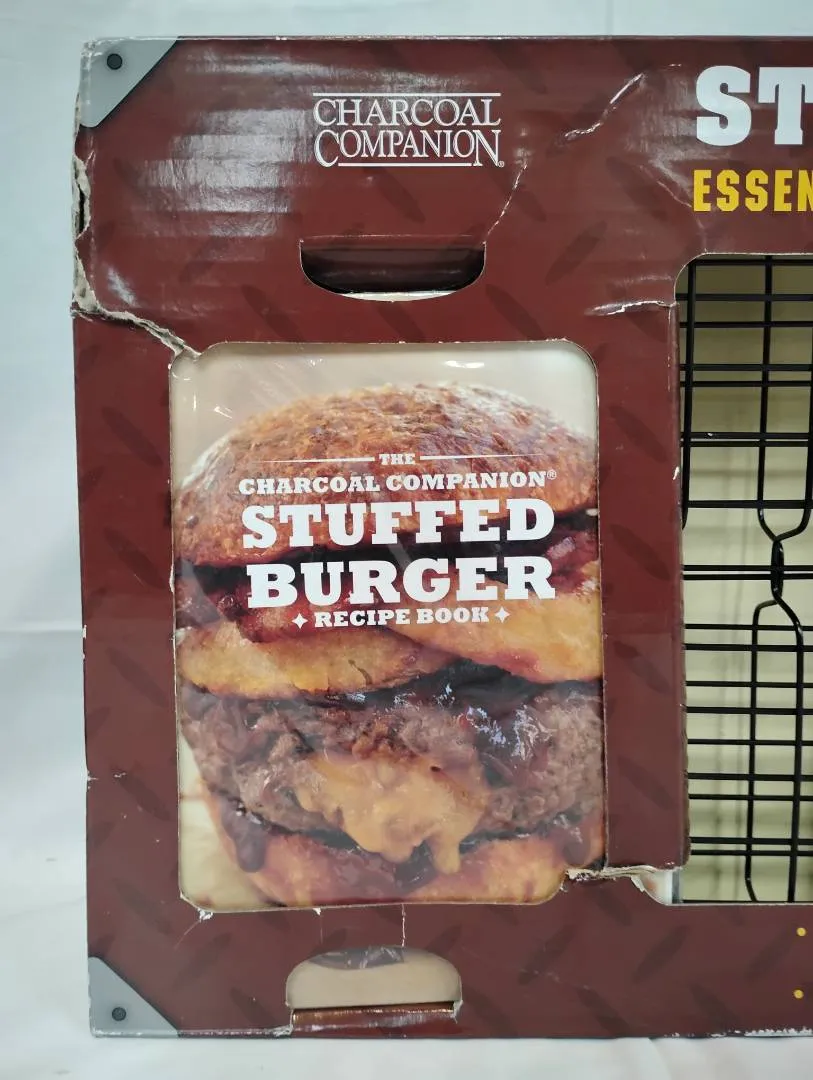 CHARCOAL
COMPANION®
ST
ESSEN
THE
CHARCOAL COMPANION®
STUFFED
BURGER
RECIPE BOOK